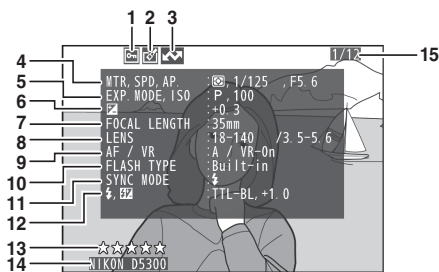 1 2 3
4 MTR, SPD, AP. : 1/125 , F5.6 1/12 15
5 EXP. MODE, ISO : P , 100
6 : +0.3
7 FOCAL LENGTH : 35mm
8 LENS : 18-140 /3.5-5.6
9 AF / VR : A / VR-On
10 FLASH TYPE : Built-in
11 SYNC MODE :
12 , : TTL-BL, +1.0
13
14 NIKON D5300